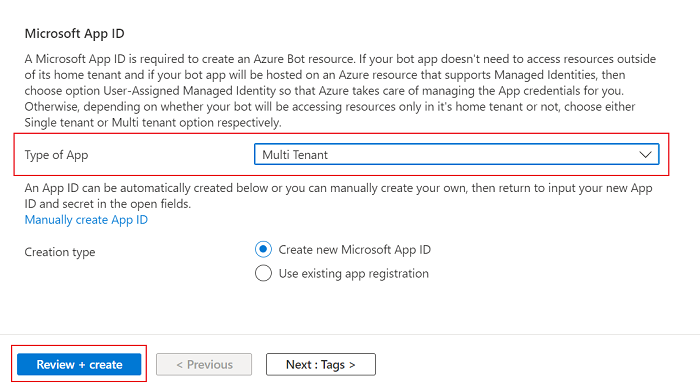 Microsoft App ID
A Microsoft App ID is required to create an Azure Bot resource. If your bot app doesn't need to access resources outside
of its home tenant and if your bot app will be hosted on an Azure resource that supports Managed Identities, then
choose option User-Assigned Managed Identity so that Azure takes care of managing the App credentials for you.
Otherwise, depending on whether your bot will be accessing resources only in it's home tenant or not, choose either
Single tenant or Multi tenant option respectively.
Type of App
Multi Tenant
An App ID can be automatically created below or you can manually create your own, then return to input your new App
ID and secret in the open fields.
Manually create App ID
Creation type
Create new Microsoft App ID
Use existing app registration
Review + create
< Previous
Next : Tags >